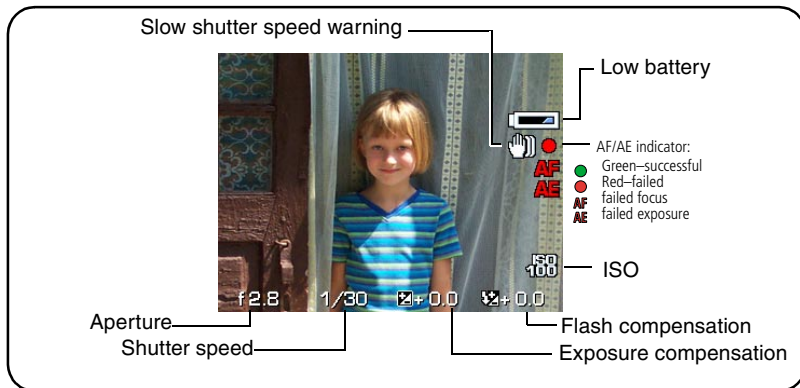 Slow shutter speed warning
Low battery
AF/AE indicator:
Green–successful
Red–failed
AF failed focus
AE failed exposure
AF
AE
ISO
100
ISO
f2.8 1/30 +0.0 +0.0
Aperture
Shutter speed
Flash compensation
Exposure compensation